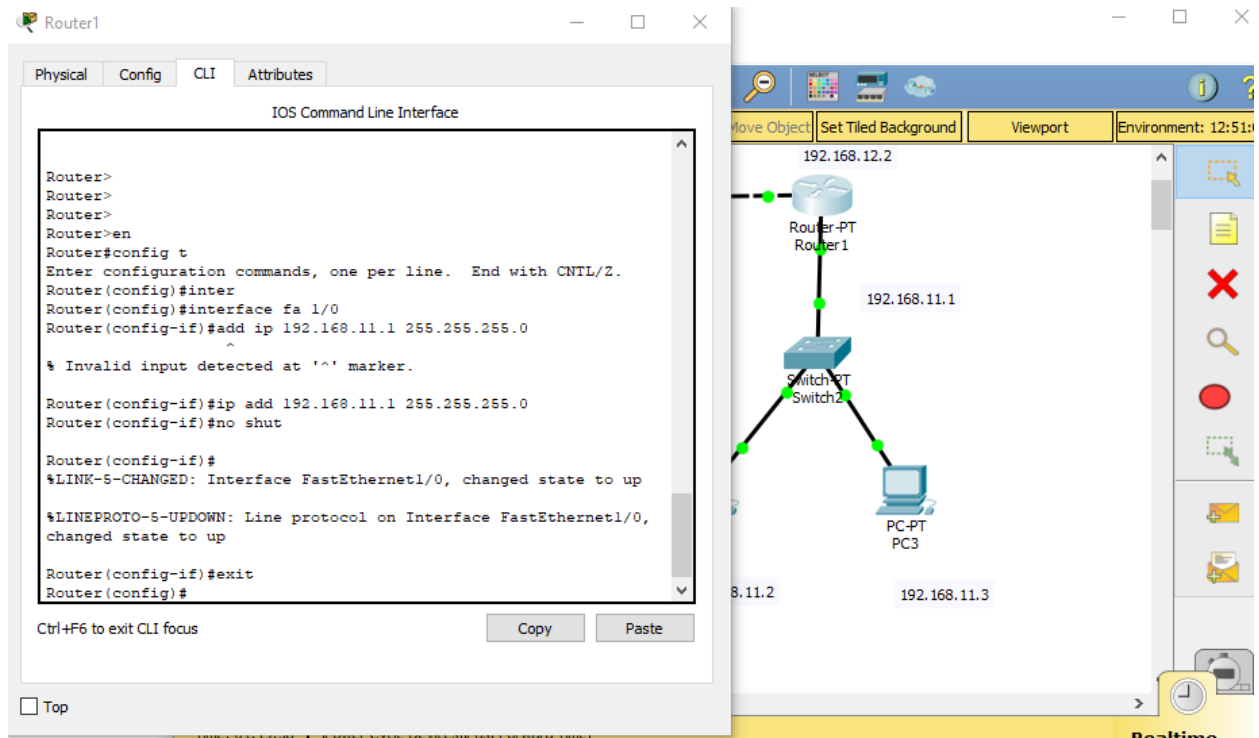 Router1
Physical Config CLI Attributes
IOS Command Line Interface
Router>
Router>
Router>
Router>en
Router#config t
Enter configuration commands, one per line.  End with CNTL/Z.
Router(config)#inter
Router(config)#interface fa 1/0
Router(config-if)#add ip 192.168.11.1 255.255.255.0
^
% Invalid input detected at '^' marker.
Router(config-if)#ip add 192.168.11.1 255.255.255.0
Router(config-if)#no shut
Router(config-if)#
%LINK-5-CHANGED: Interface FastEthernet1/0, changed state to up
%LINEPROTO-5-UPDOWN: Line protocol on Interface FastEthernet1/0,
changed state to up
Router(config-if)#exit
Router(config)#
Ctrl+F6 to exit CLI focus
Copy Paste
Top
Move Object Set Tiled Background Viewport Environment: 12:51:
192.168.12.2
Router-PT
Router1
192.168.11.1
Switch-PT
Switch2
PC-PT
PC3
8.11.2
192.168.11.3
Realtime